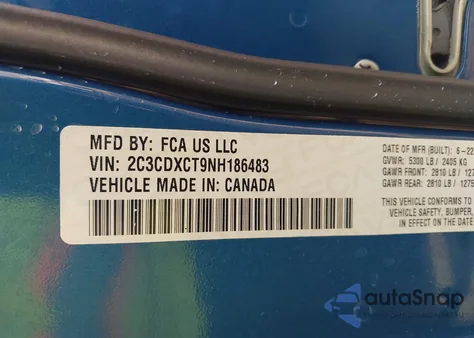 MFD BY: FCA US LLC
VIN: 2C3CDXCT9NH186483
VEHICLE MADE IN: CANADA
DATE OF MFR (BUILT): 6-22
GVWR: 5300 LB / 2405 KG
GAWR FRONT: 2810 LB / 127
GAWR REAR: 2810 LB / 1275
THIS VEHICLE CONFORMS TO
VEHICLE SAFETY, BUMPER,
IN EFFECT ON THE DATE
autoSnap